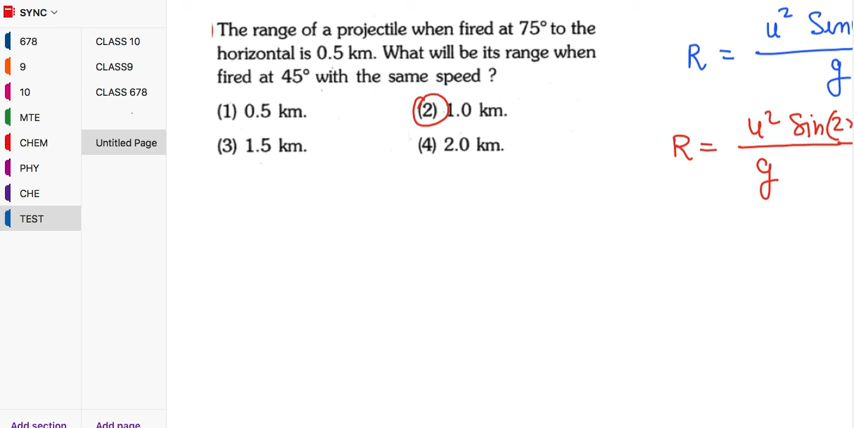 SYNC
678
9
10
MTE
CHEM
PHY
CHE
TEST
Add section
CLASS 10
CLASS9
CLASS 678
Untitled Page
Add page
The range of a projectile when fired at 75° to the
horizontal is 0.5 km. What will be its range when
fired at 45° with the same speed ?
(1) 0.5 km. (2) 1.0 km.
(3) 1.5 km. (4) 2.0 km.
R = u² Sin
g
R = u² Sin(2
g